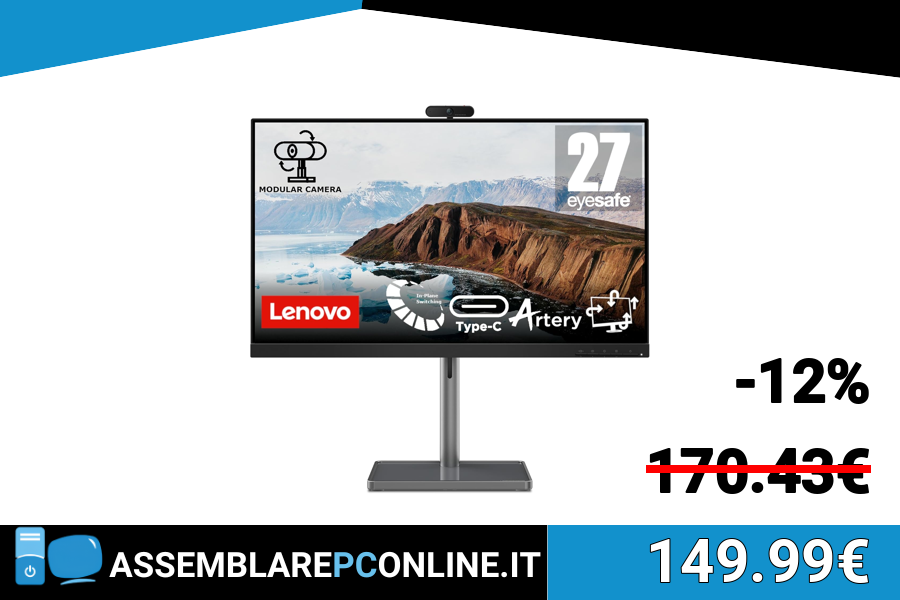 MODULAR CAMERA
27
eyesafe
Lenovo
In-Plane
Switching
Type-C
Artery
-12%
170.43€
ASSEMBLAREPCONLINE.IT
149.99€